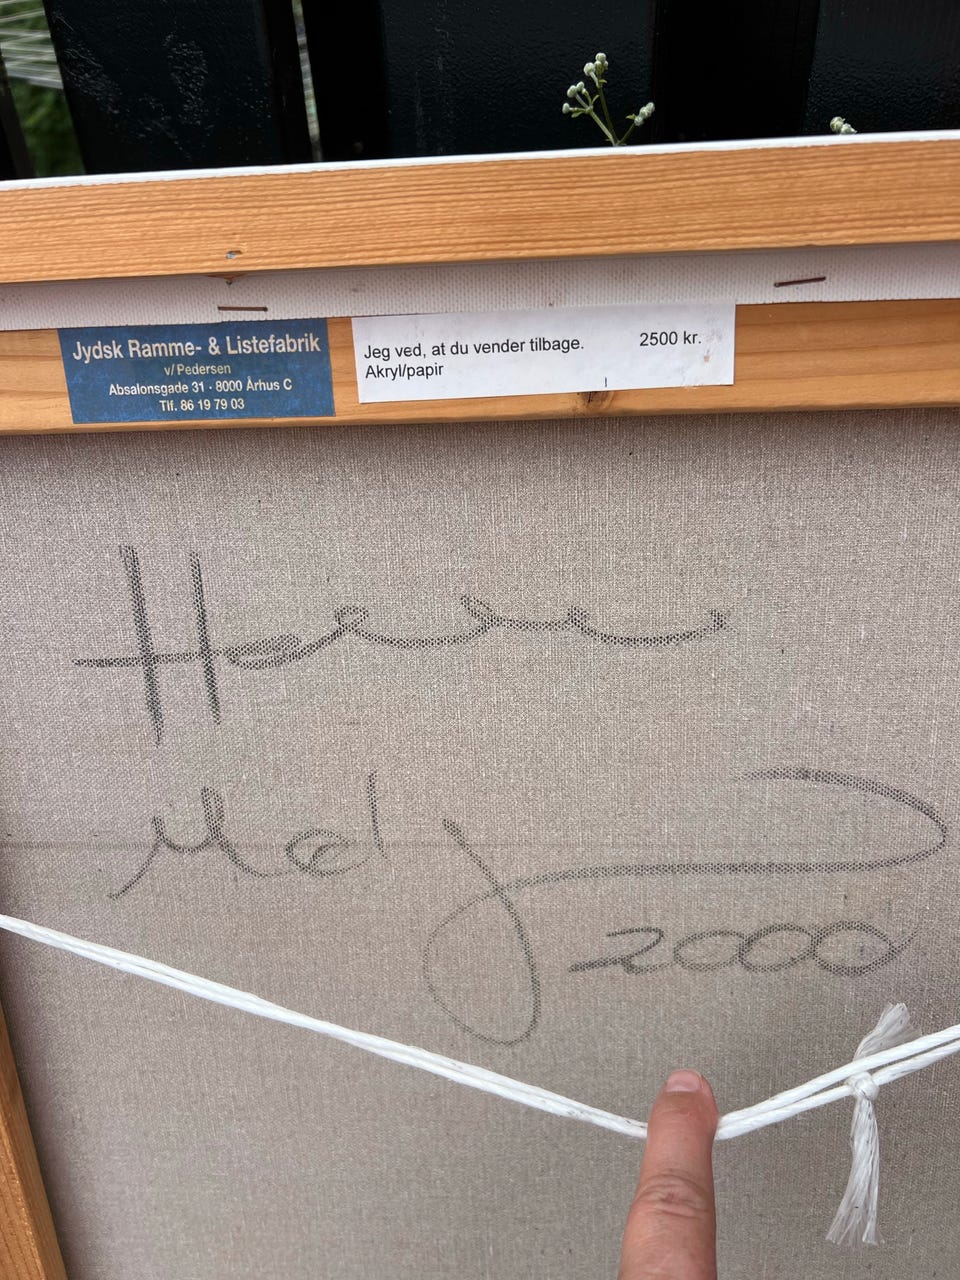 Jydsk Ramme- & Listefabrik
v/Pedersen
Absalonsgade 31 - 8000 Århus C
Tlf. 86 19 79 03
Jeg ved, at du vender tilbage. 2500 kr.
Akryl/papir
2000